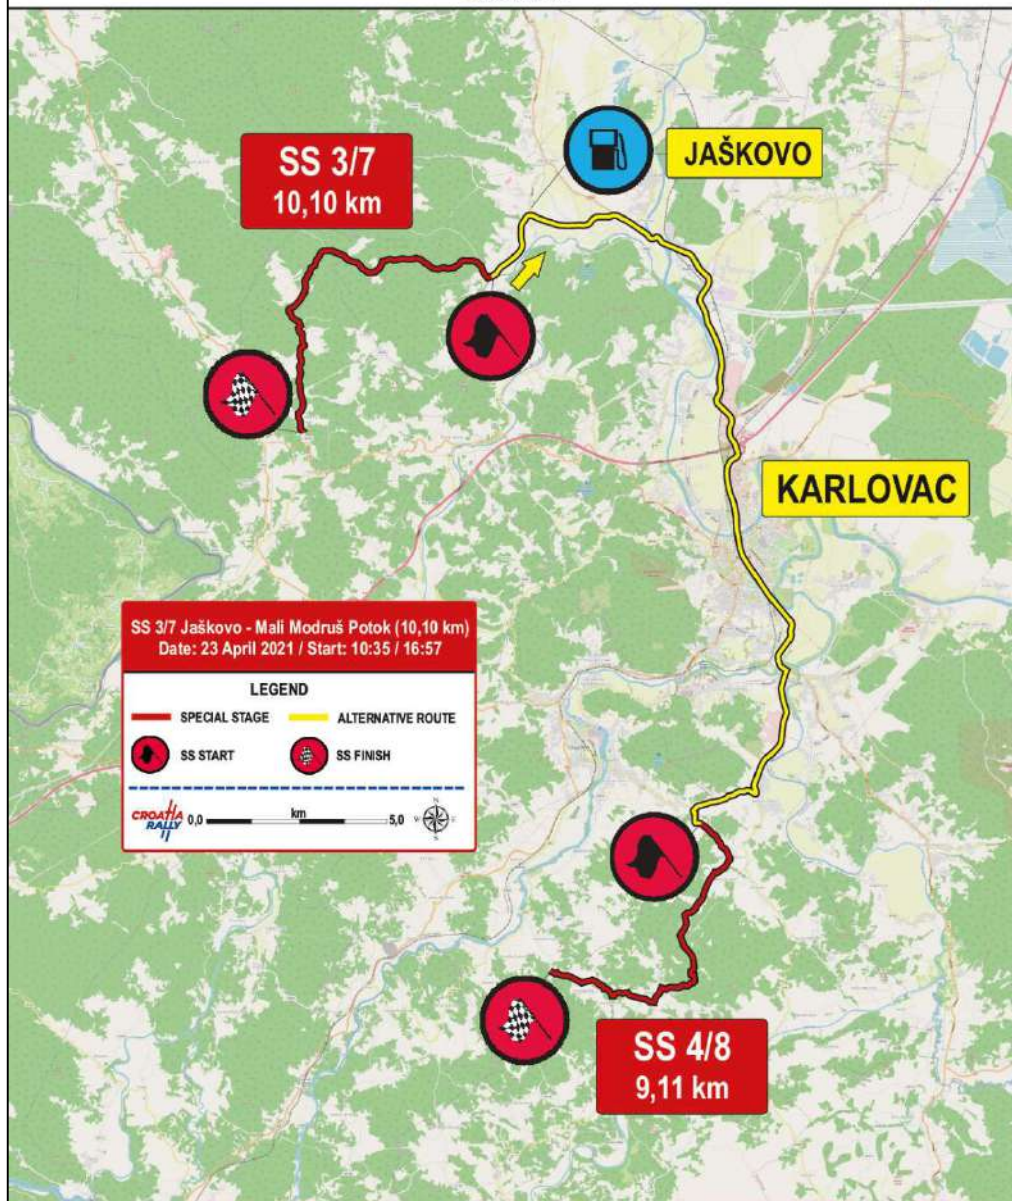 SS 3/7
10,10 km
JAŠKOVO
KARLOVAC
SS 3/7 Jaškovo - Mali Modruš Potok (10,10 km)
Date: 23 April 2021 / Start: 10:35 / 16:57
LEGEND
SPECIAL STAGE
ALTERNATIVE ROUTE
SS START
SS FINISH
CROATIA
RALLY
0,0
km
5,0
SS 4/8
9,11 km